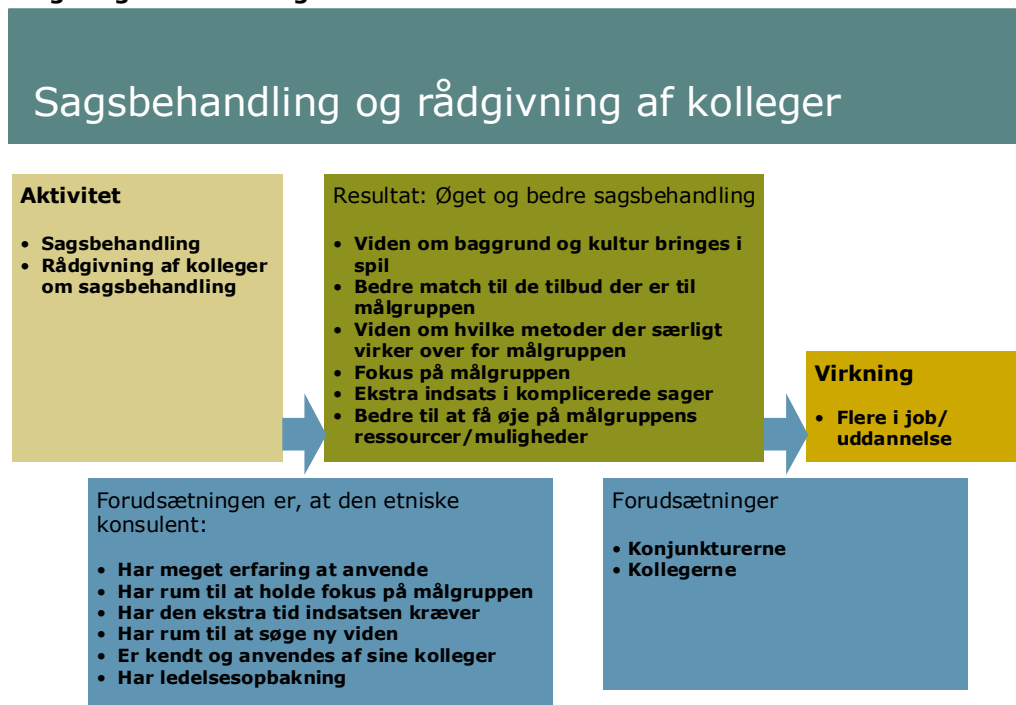 Sagsbehandling og rådgivning af kolleger
Aktivitet
• Sagsbehandling
• Rådgivning af kolleger
om sagsbehandling
Resultat: Øget og bedre sagsbehandling
• Viden om baggrund og kultur bringes i
spil
• Bedre match til de tilbud der er til
målgruppen
• Viden om hvilke metoder der særligt
virker over for målgruppen
• Fokus på målgruppen
• Ekstra indsats i komplicerede sager
• Bedre til at få øje på målgruppens
ressourcer/muligheder
Virkning
• Flere i job/
uddannelse
Forudsætningen er, at den etniske
konsulent:
• Har meget erfaring at anvende
• Har rum til at holde fokus på målgruppen
• Har den ekstra tid indsatsen kræver
• Har rum til at søge ny viden
• Er kendt og anvendes af sine kolleger
• Har ledelsesopbakning
Forudsætninger
• Konjunkturerne
• Kollegerne